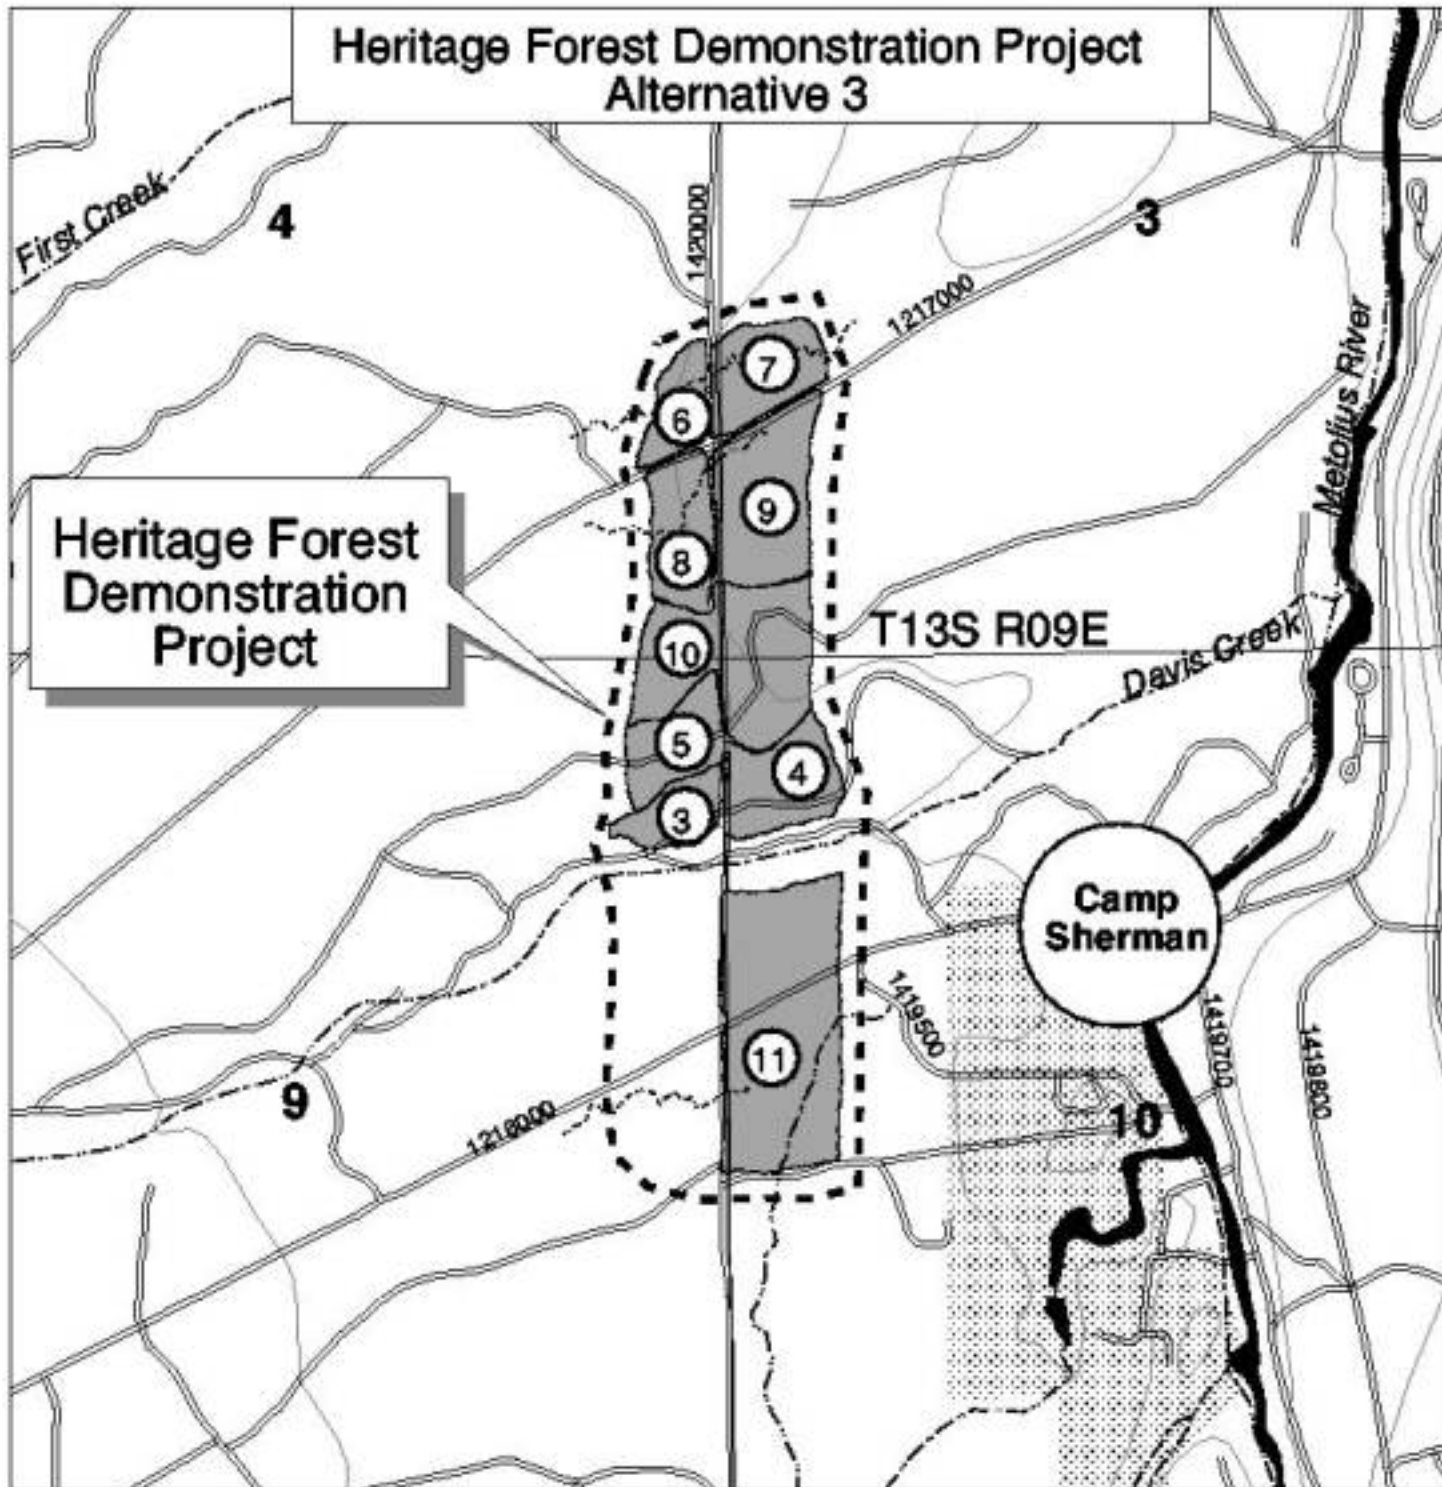 Heritage Forest Demonstration Project
Alternative 3
First Creek
4
1420000
3
1217000
Metolius River
7
6
9
8
Heritage Forest
Demonstration
Project
10
T13S R09E
Davis Creek
5
4
3
Camp
Sherman
1419500
1419700
1419800
11
9
1216000
10